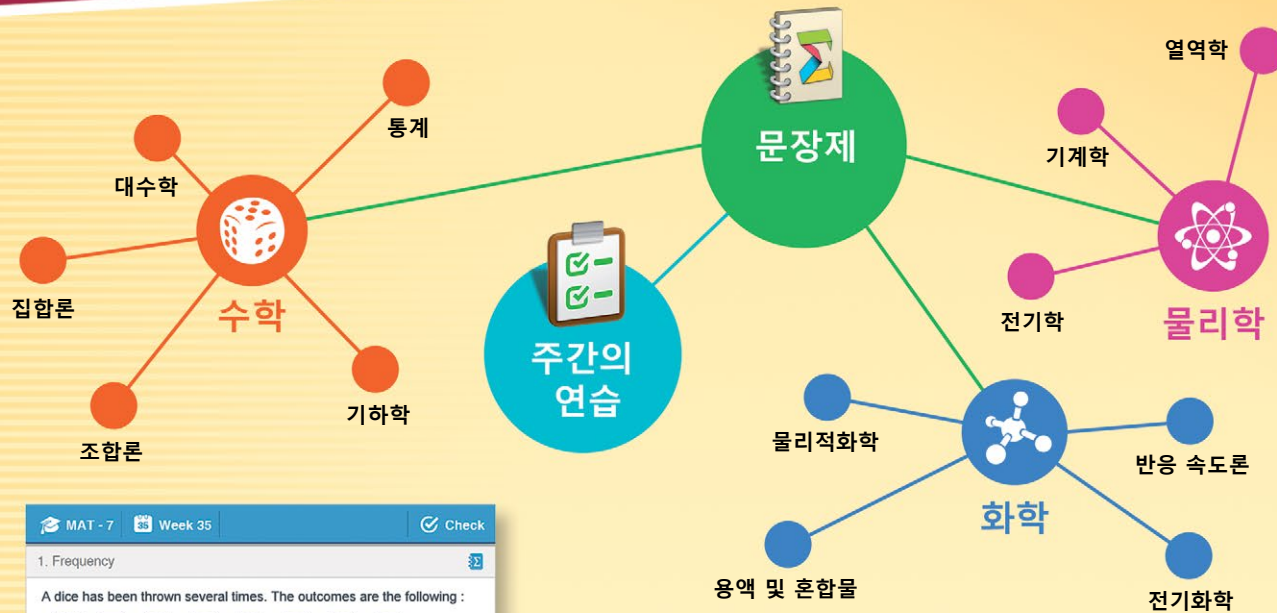 열역학
문장제
통계
기계학
대수학
집합론
수학
전기학
물리학
주간의
연습
기하학
조합론
물리적화학
반응 속도론
화학
용액 및 혼합물
전기화학
MAT - 7
35
Week 35
Check
1. Frequency
Σ
A dice has been thrown several times. The outcomes are the following :